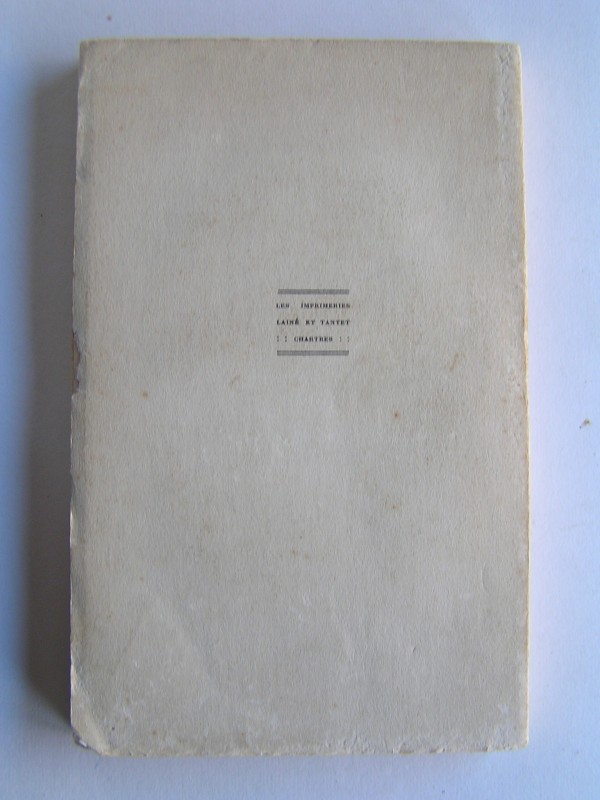 LES IMPRIMERIES
LAINÉ ET TANTET
:: CHARTRES ::